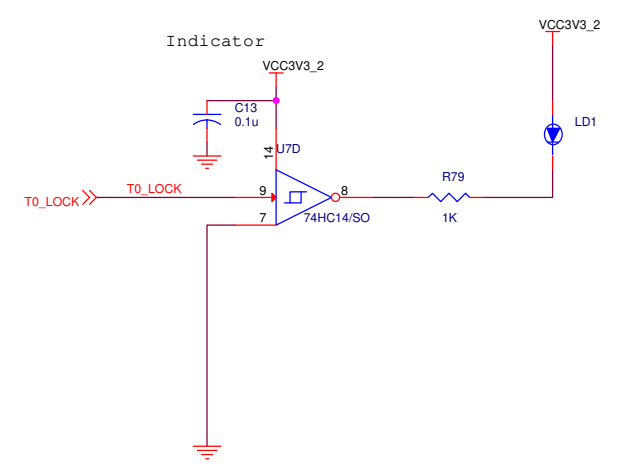 VCC3V3_2
Indicator
VCC3V3_2
C13
0.1u
LD1
14
U7D
R79
T0_LOCK
T0_LOCK
9
8
7
74HC14/SO
1K